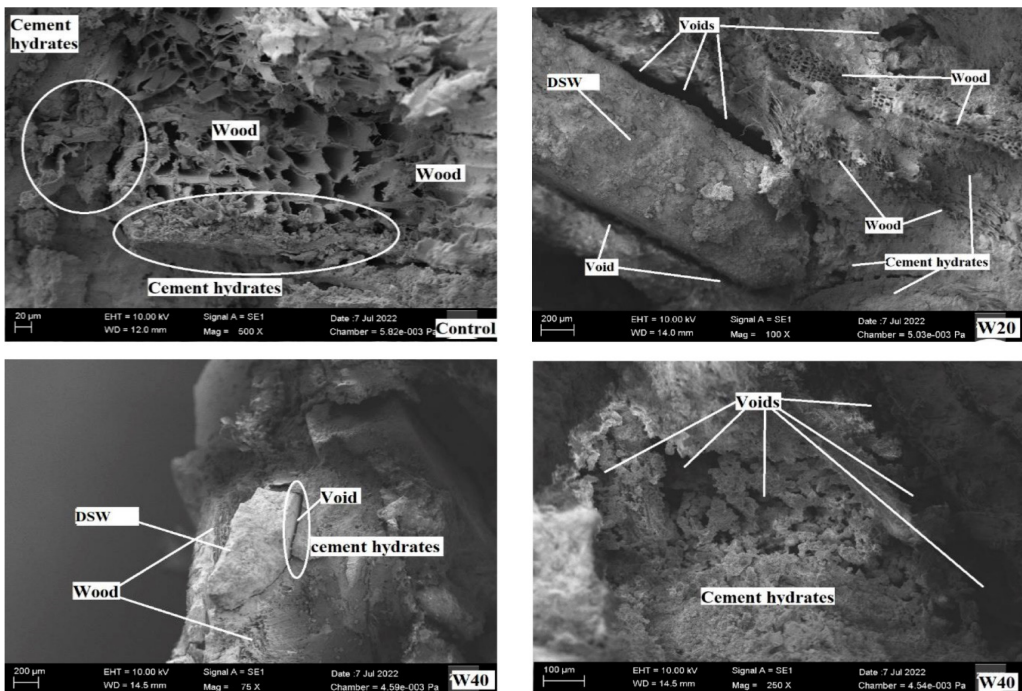 Cement
hydrates
Wood
Wood
Cement hydrates
20 µm
EHT = 10.00 kV
Signal A = SE1
Date :7 Jul 2022
WD = 12.0 mm
Mag = 500 X
Chamber = 5.82e-003 Pa
Control
Voids
DSW
Wood
Wood
Void
Cement hydrates
200 µm
EHT = 10.00 kV
Signal A = SE1
Date :7 Jul 2022
WD = 14.0 mm
Mag = 100 X
Chamber = 5.03e-003 Pa
W20
Void
DSW
cement hydrates
Wood
200 µm
EHT = 10.00 kV
Signal A = SE1
Date :7 Jul 2022
WD = 14.5 mm
Mag = 75 X
Chamber = 4.59e-003 Pa
W40
Voids
Cement hydrates
100 µm
EHT = 10.00 kV
Signal A = SE1
Date :7 Jul 2022
WD = 14.5 mm
Mag = 250 X
Chamber = 4.54e-003 Pa
W40